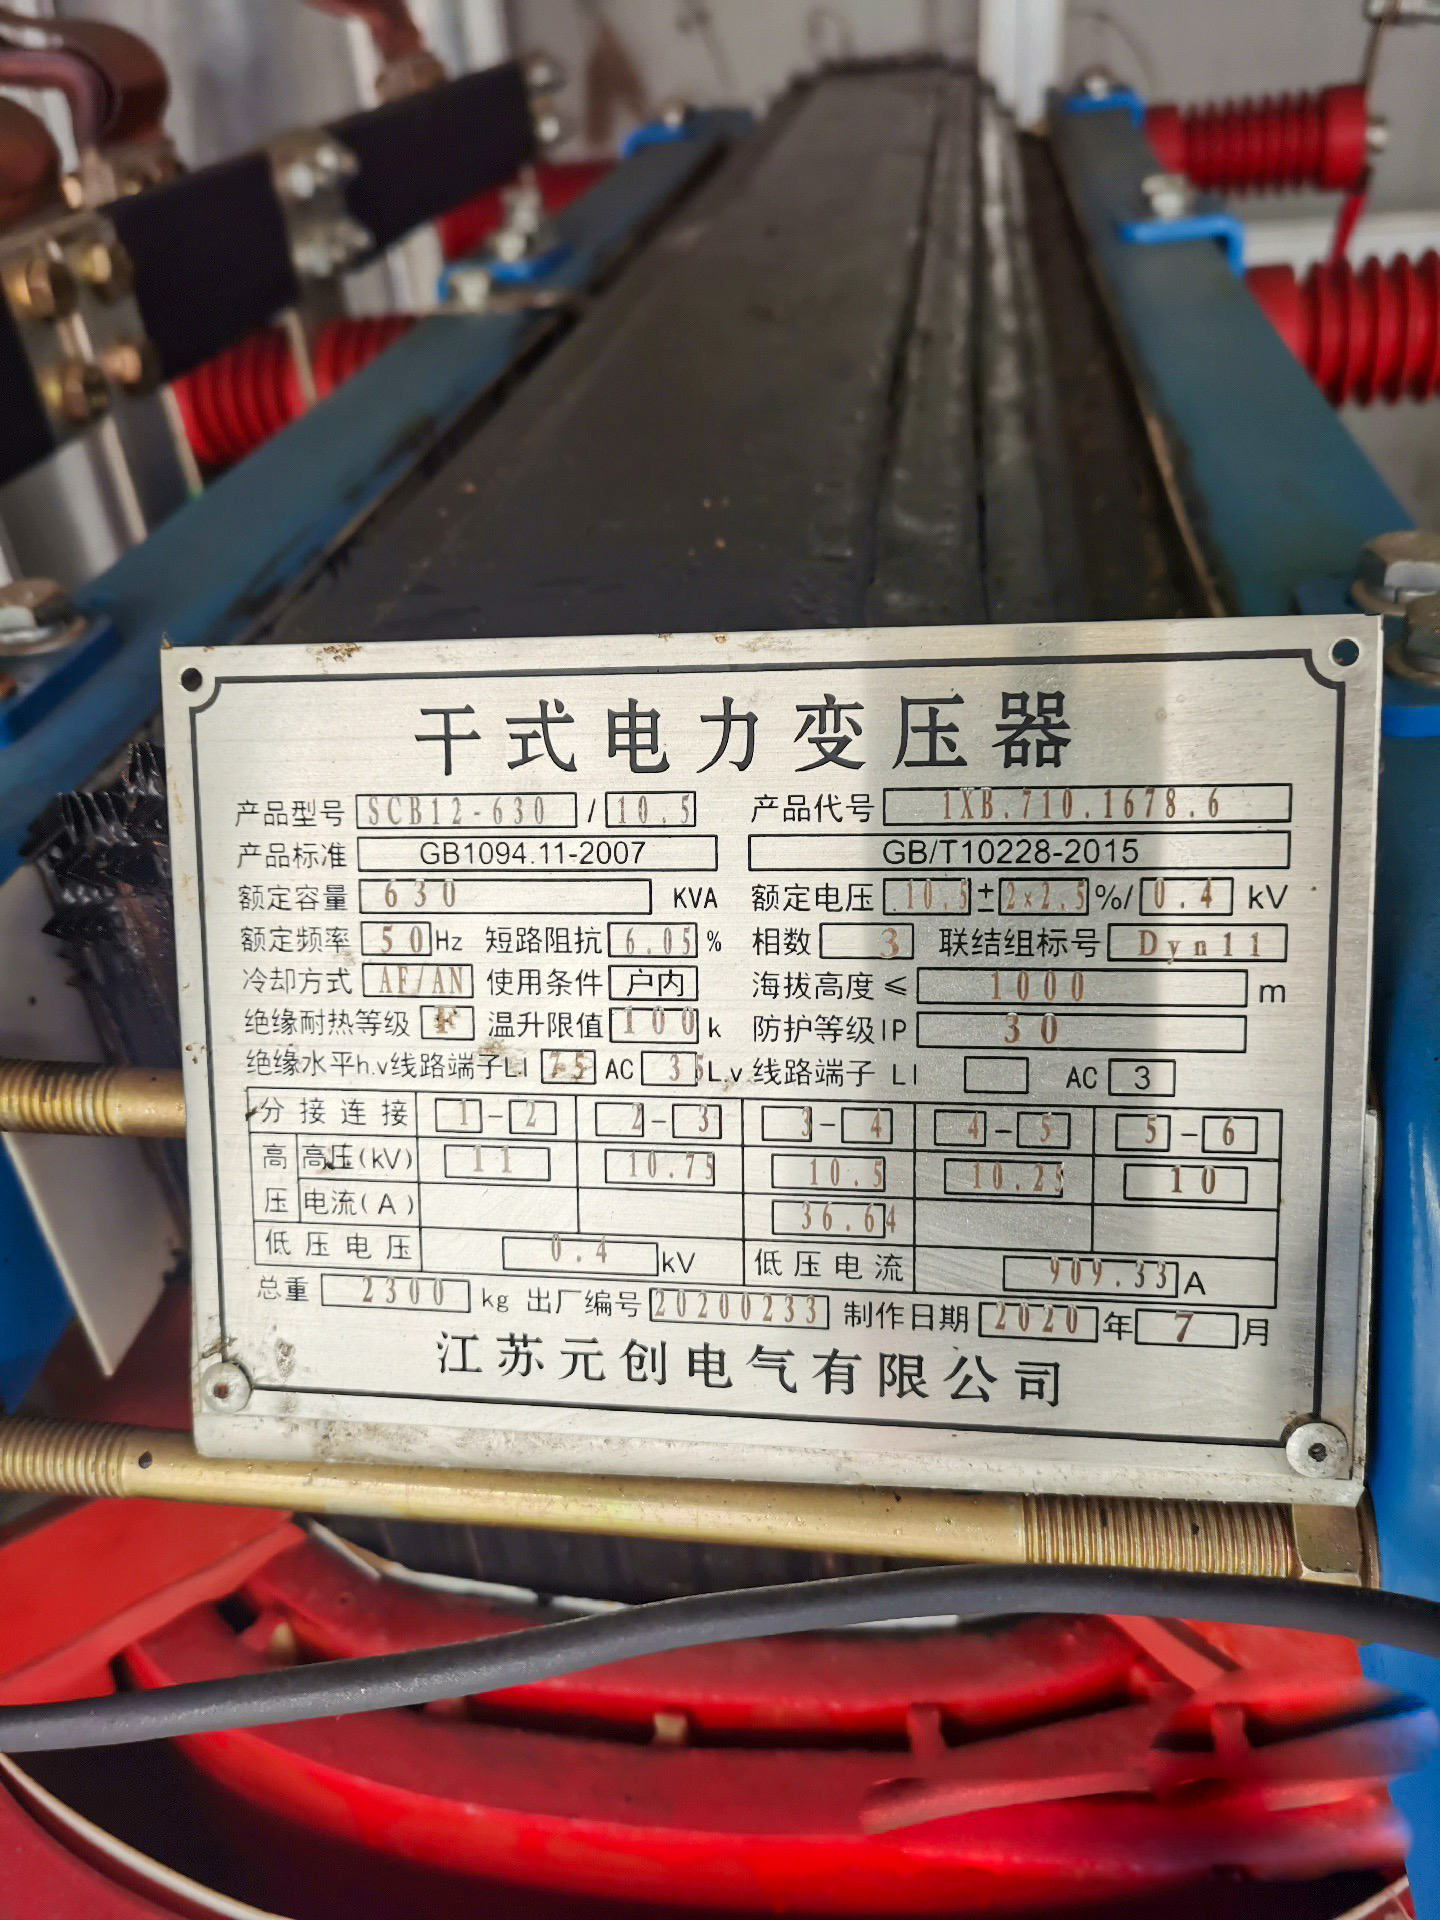 干式电力变压器
产品型号 SCB12-630 / 10.5 产品代号 1XB.710.1678.6
产品标准 GB1094.11-2007 GB/T10228-2015
额定容量 630 KVA 额定电压 10.5 ± 2×2.5 %/ 0.4 kV
额定频率 50 Hz 短路阻抗 6.05 % 相数 3 联结组标号 Dyn11
冷却方式 AF/AN 使用条件 户内 海拔高度 ≤ 1000 m
绝缘耐热等级 F 温升限值 100 k 防护等级IP 30
绝缘水平h.v线路端子LI 75 AC 35 L.v 线路端子 LI AC 3
分接连接 1-2 2-3 3-4 4-5 5-6
高压 高压(kV) 11 10.75 10.5 10.25 10
电流(A) 36.64
低压电压 0.4 kV 低压电流 909.33 A
总重 2300 kg 出厂编号 20200233 制作日期 2020 年 7 月
江苏元创电气有限公司